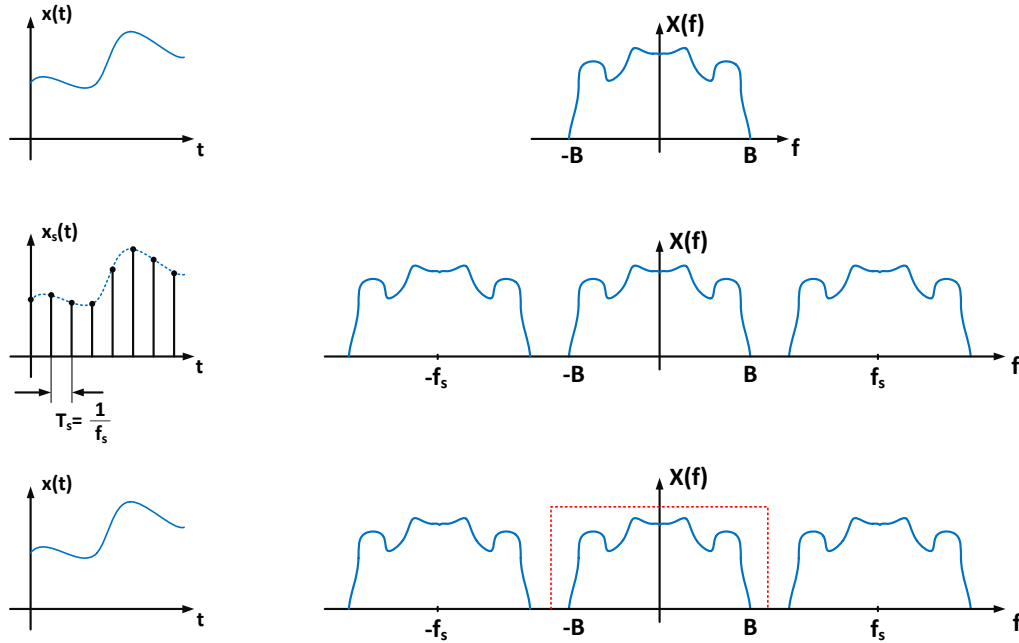 x(t)
t
X(f)
-B
B
f
xₛ(t)
t
Tₛ= 1/fₛ
X(f)
-fₛ
-B
B
fₛ
f
x(t)
t
X(f)
-fₛ
-B
B
fₛ
f